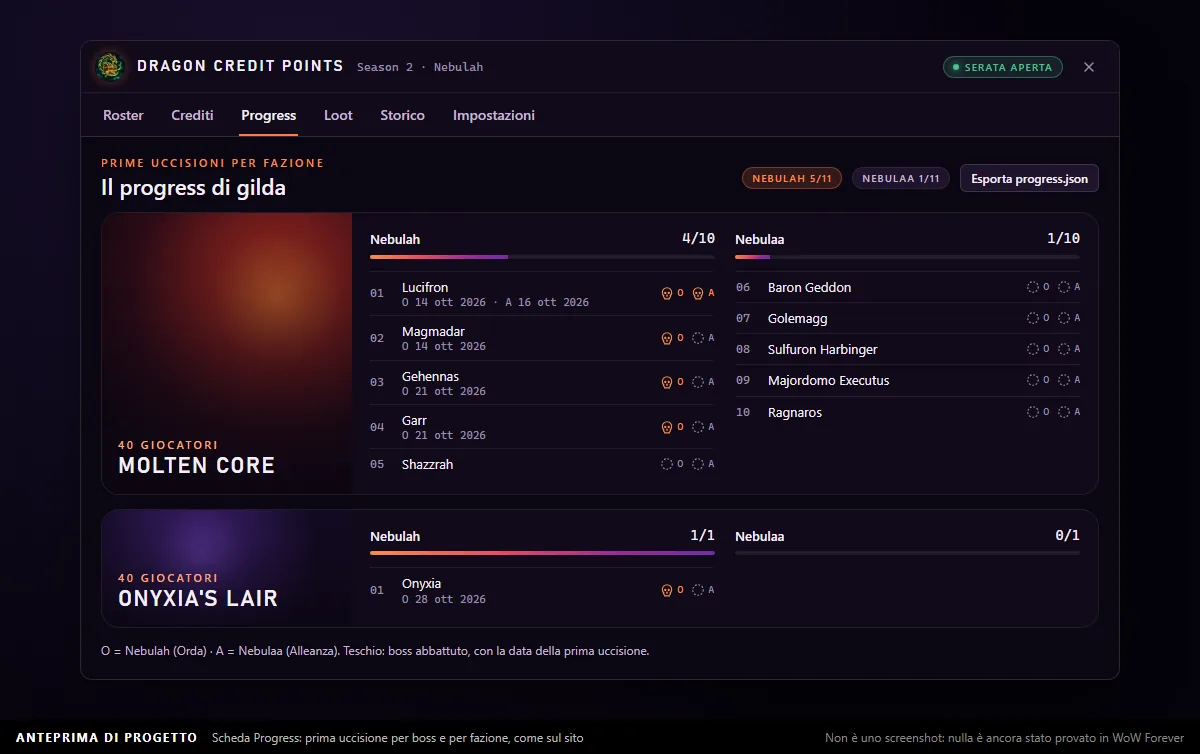 DRAGON CREDIT POINTS Season 2 · Nebulah
SERATA APERTA
Roster Crediti Progress Loot Storico Impostazioni
PRIME UCCISIONI PER FAZIONE
Il progress di gilda
NEBULAH 5/11 NEBULAA 1/11 Esporta progress.json
40 GIOCATORI
MOLTEN CORE
Nebulah 4/10
01 Lucifron O A
O 14 ott 2026 · A 16 ott 2026
02 Magmadar O A
O 14 ott 2026
03 Gehennas O A
O 21 ott 2026
04 Garr O A
O 21 ott 2026
05 Shazzrah O A
Nebulaa 1/10
06 Baron Geddon O A
07 Golemagg O A
08 Sulfuron Harbinger O A
09 Majordomo Executus O A
10 Ragnaros O A
40 GIOCATORI
ONYXIA'S LAIR
Nebulah 1/1
01 Onyxia O A
O 28 ott 2026
Nebulaa 0/1
O = Nebulah (Orda) · A = Nebulaa (Alleanza). Teschio: boss abbattuto, con la data della prima uccisione.
ANTEPRIMA DI PROGETTO Scheda Progress: prima uccisione per boss e per fazione, come sul sito
Non è uno screenshot: nulla è ancora stato provato in WoW Forever